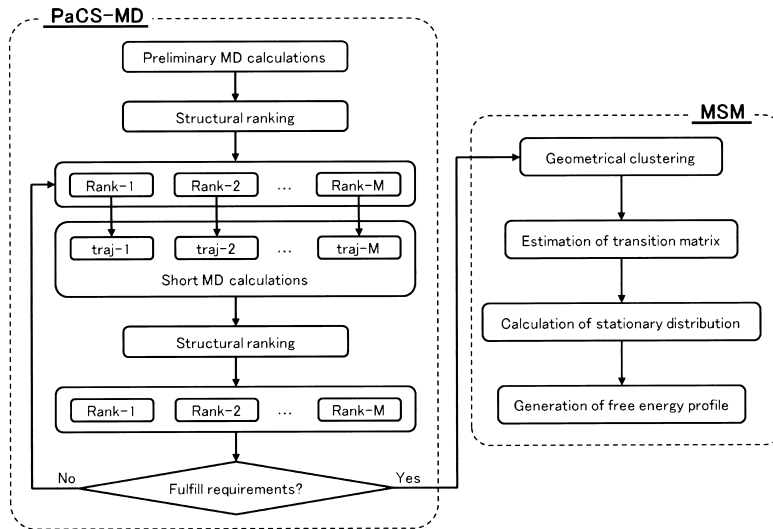 PaCS-MD
Preliminary MD calculations
Structural ranking
Rank-1 Rank-2 ... Rank-M
traj-1 traj-2 ... traj-M
Short MD calculations
Structural ranking
Rank-1 Rank-2 ... Rank-M
No
Fulfill requirements?
Yes
MSM
Geometrical clustering
Estimation of transition matrix
Calculation of stationary distribution
Generation of free energy profile